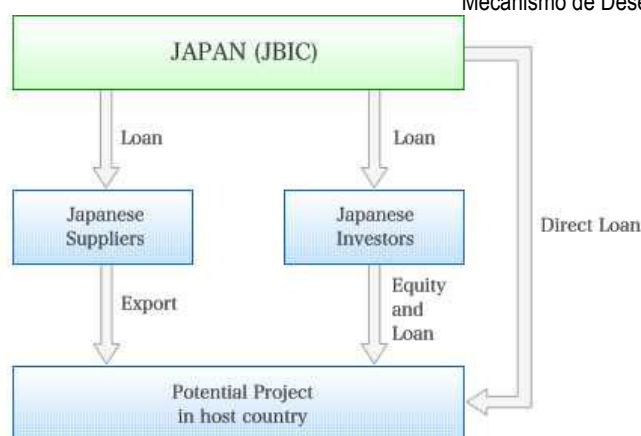 Mecanismo de Dese
JAPAN (JBIC)
Loan
Loan
Japanese
Suppliers
Japanese
Investors
Direct Loan
Export
Equity
and
Loan
Potential Project
in host country